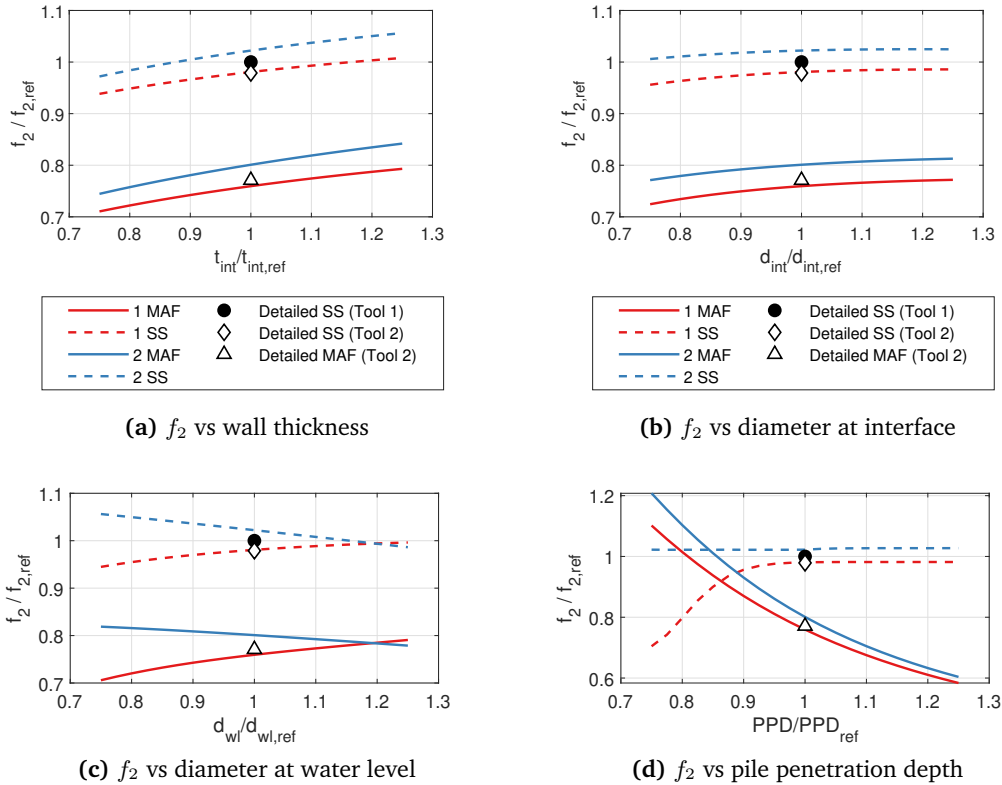 1.1
1
0.9
0.8
0.7
f2 / f2,ref
0.7 0.8 0.9 1 1.1 1.2 1.3
t_int/t_int,ref
1 MAF
1 SS
2 MAF
2 SS
Detailed SS (Tool 1)
Detailed SS (Tool 2)
Detailed MAF (Tool 2)
(a) f2 vs wall thickness
1.1
1
0.9
0.8
0.7
f2 / f2,ref
0.7 0.8 0.9 1 1.1 1.2 1.3
d_int/d_int,ref
1 MAF
1 SS
2 MAF
2 SS
Detailed SS (Tool 1)
Detailed SS (Tool 2)
Detailed MAF (Tool 2)
(b) f2 vs diameter at interface
1.1
1
0.9
0.8
0.7
f2 / f2,ref
0.7 0.8 0.9 1 1.1 1.2 1.3
d_wl/d_wl,ref
(c) f2 vs diameter at water level
1.2
1
0.8
0.6
f2 / f2,ref
0.7 0.8 0.9 1 1.1 1.2 1.3
PPD/PPD_ref
(d) f2 vs pile penetration depth